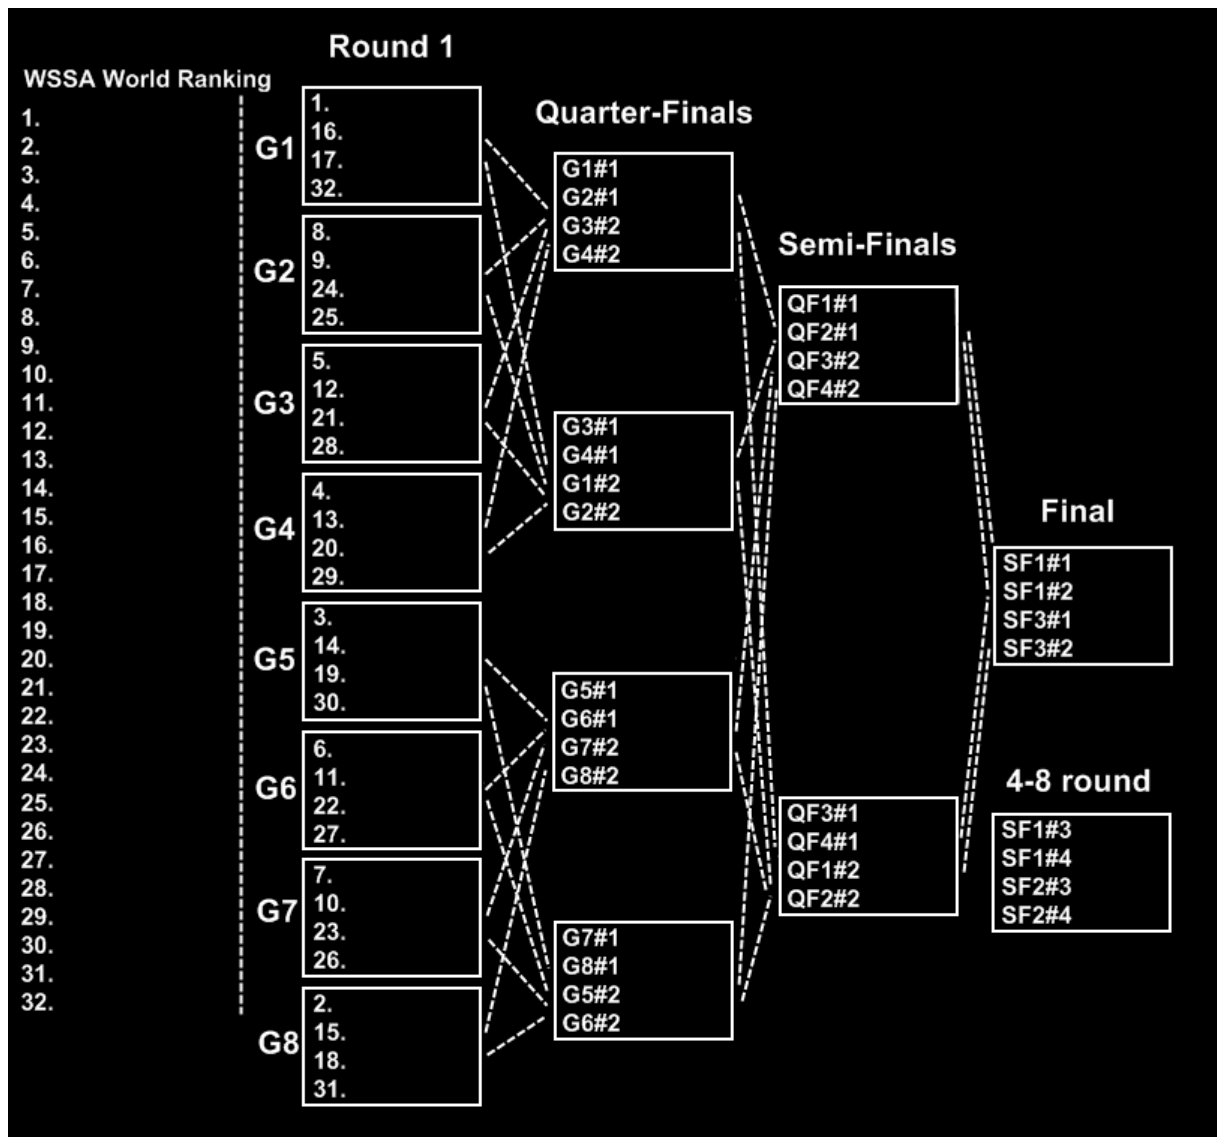 Round 1
WSSA World Ranking
1.
2.
3.
4.
5.
6.
7.
8.
9.
10.
11.
12.
13.
14.
15.
16.
17.
18.
19.
20.
21.
22.
23.
24.
25.
26.
27.
28.
29.
30.
31.
32.
G1
1.
16.
17.
32.
G2
8.
9.
24.
25.
G3
5.
12.
21.
28.
G4
4.
13.
20.
29.
G5
3.
14.
19.
30.
G6
6.
11.
22.
27.
G7
7.
10.
23.
26.
G8
2.
15.
18.
31.
Quarter-Finals
G1#1
G2#1
G3#2
G4#2
G3#1
G4#1
G1#2
G2#2
G5#1
G6#1
G7#2
G8#2
G7#1
G8#1
G5#2
G6#2
Semi-Finals
QF1#1
QF2#1
QF3#2
QF4#2
QF3#1
QF4#1
QF1#2
QF2#2
Final
SF1#1
SF1#2
SF3#1
SF3#2
4-8 round
SF1#3
SF1#4
SF2#3
SF2#4